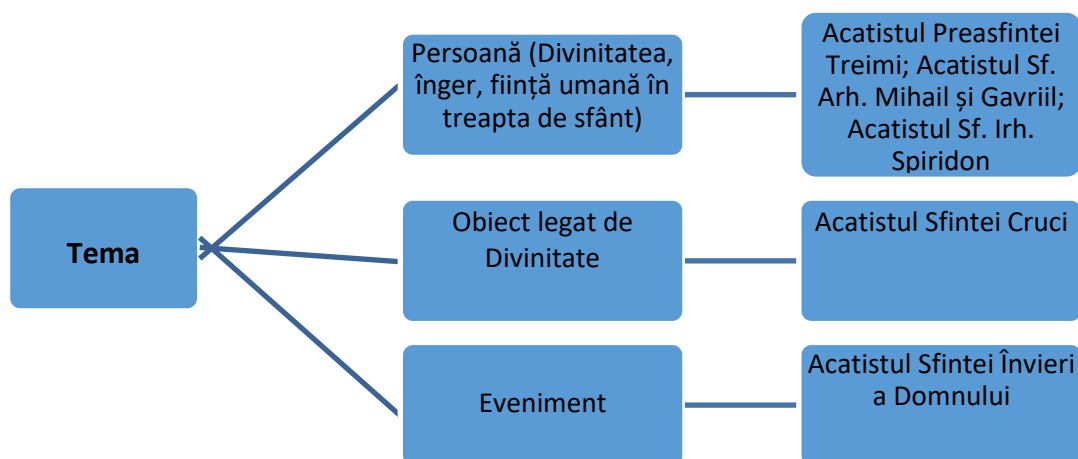 Tema
Persoană (Divinitatea,
înger, ființă umană în
treapta de sfânt)
Acatistul Preasfintei
Treimi; Acatistul Sf.
Arh. Mihail și Gavriil;
Acatistul Sf. Irh.
Spiridon
Obiect legat de
Divinitate
Acatistul Sfintei Cruci
Eveniment
Acatistul Sfintei Învieri
a Domnului